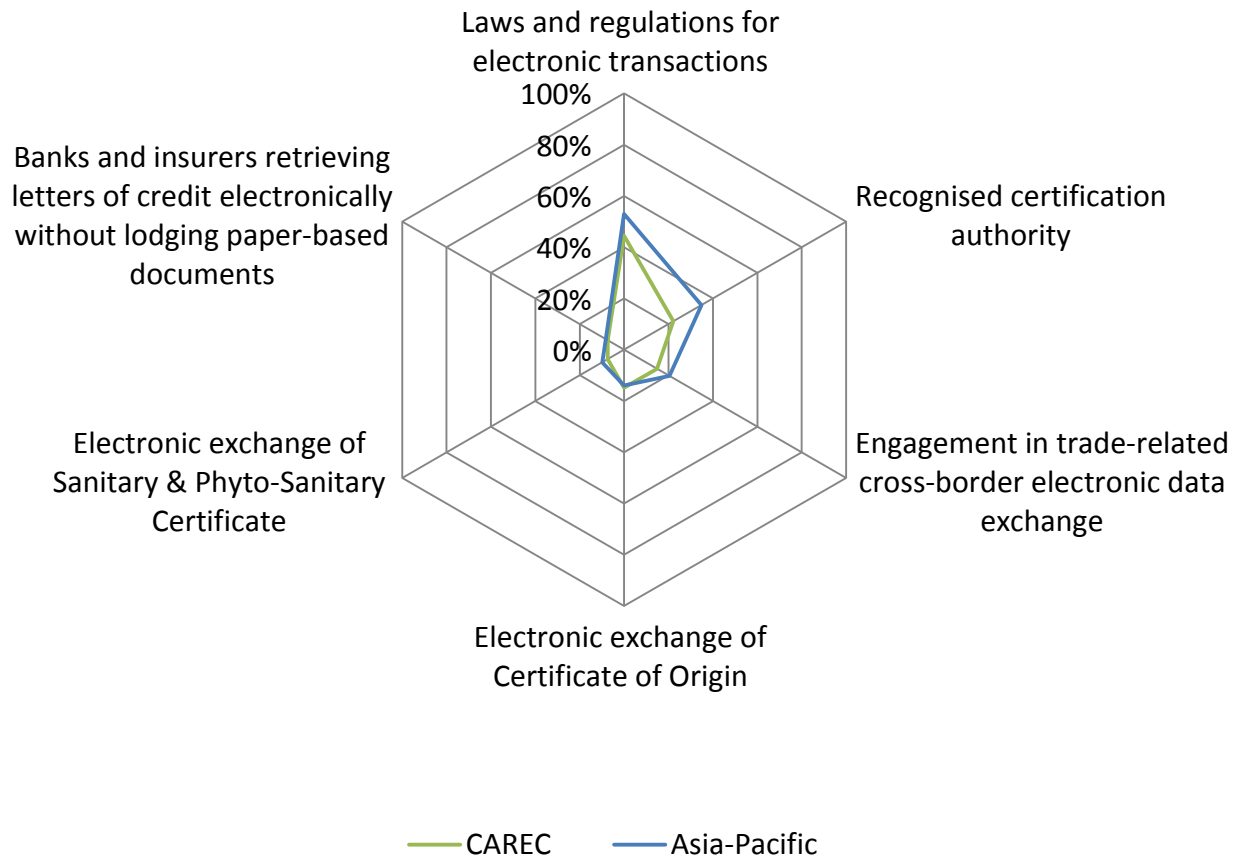 Laws and regulations for
electronic transactions
100%
80%
60%
40%
20%
0%
Recognised certification
authority
Engagement in trade-related
cross-border electronic data
exchange
Electronic exchange of
Certificate of Origin
Electronic exchange of
Sanitary & Phyto-Sanitary
Certificate
Banks and insurers retrieving
letters of credit electronically
without lodging paper-based
documents
CAREC
Asia-Pacific